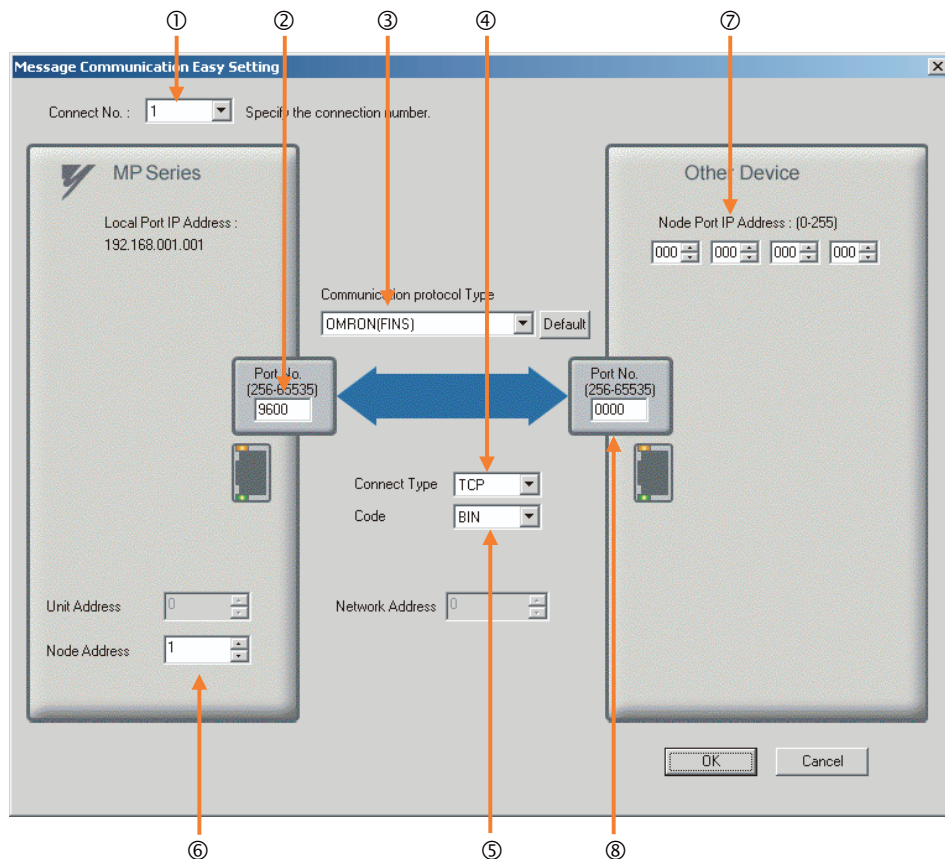 ① ② ③ ④ ⑦
Message Communication Easy Setting
Connect No. : 1 Specify the connection number.
MP Series
Local Port IP Address :
192.168.001.001
Other Device
Node Port IP Address : (0-255)
000 000 000 000
Communication protocol Type
OMRON(FINS) Default
Port No.
(256-65535)
9600
Port No.
(256-65535)
0000
Connect Type TCP
Code BIN
Unit Address 0
Network Address 0
Node Address 1
OK Cancel
⑥ ⑤ ⑧